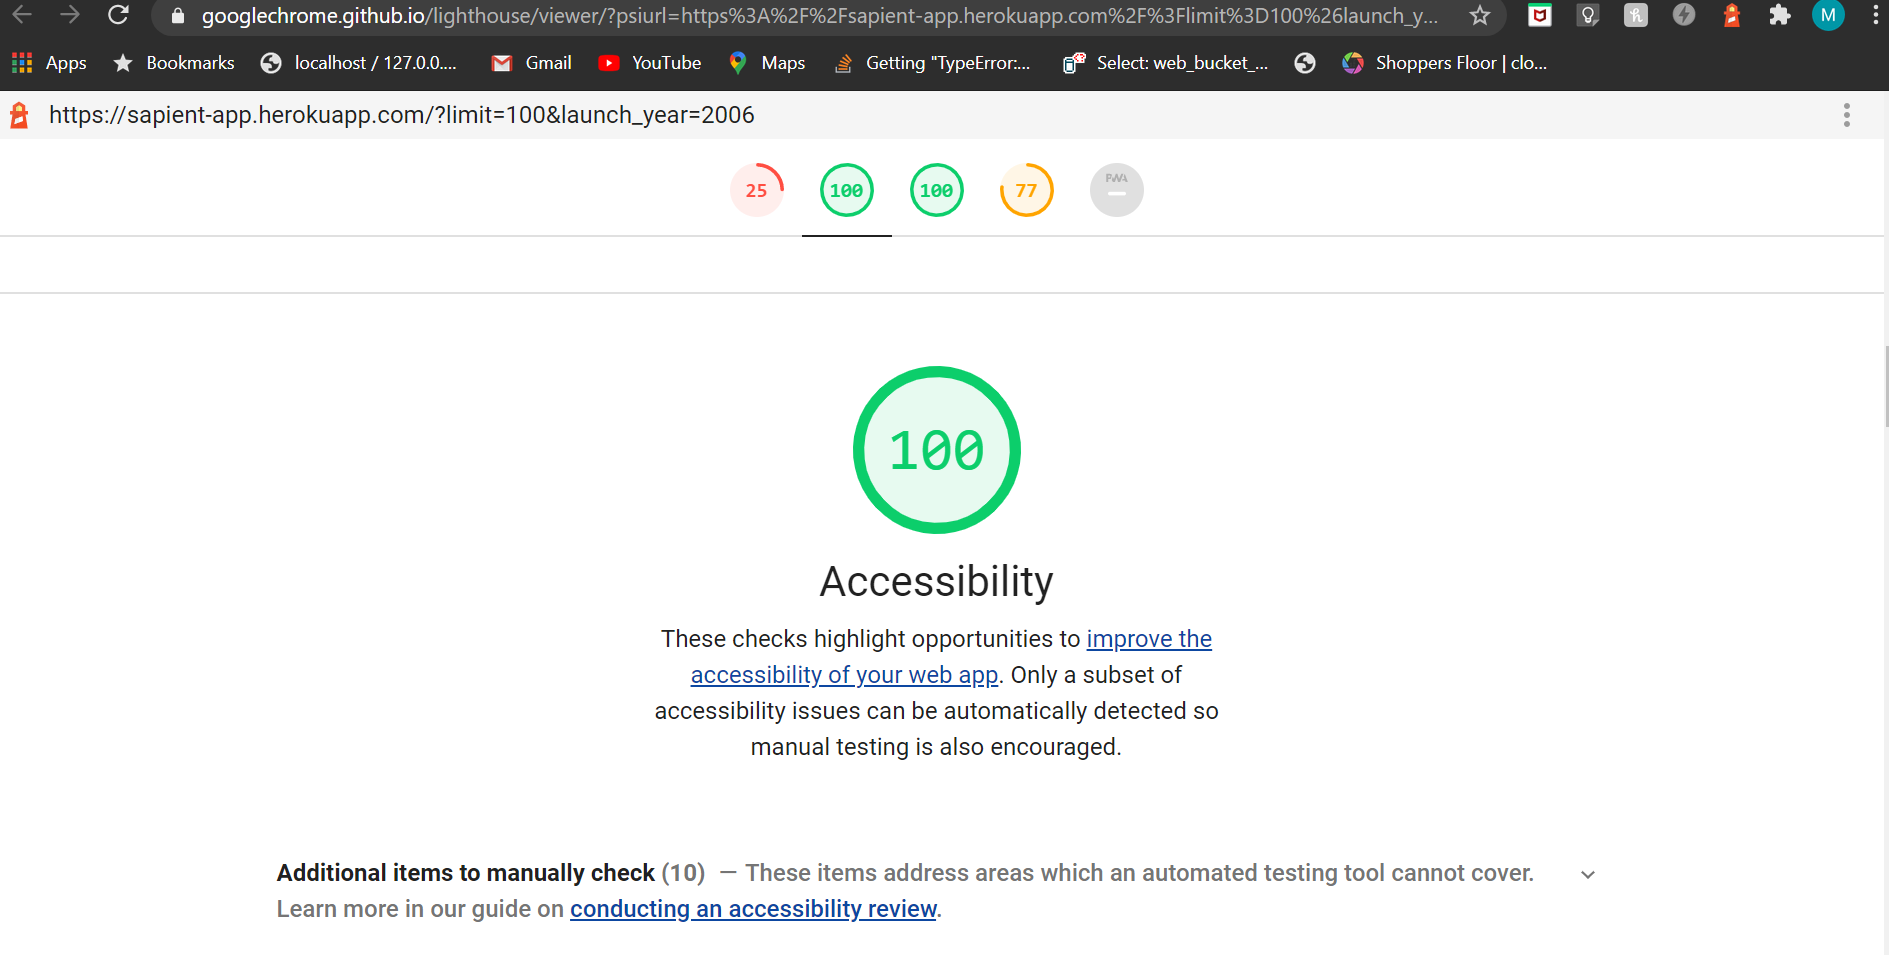 googlechrome.github.io/lighthouse/viewer/?psiurl=https%3A%2F%2Fsapient-app.herokuapp.com%2F%3Flimit%3D100%26launch_y...
M
Apps Bookmarks localhost / 127.0.0.... Gmail YouTube Maps Getting "TypeError:... Select: web_bucket_... Shoppers Floor | clo...
https://sapient-app.herokuapp.com/?limit=100&launch_year=2006
25 100 100 77 PWA
100
Accessibility
These checks highlight opportunities to improve the
accessibility of your web app. Only a subset of
accessibility issues can be automatically detected so
manual testing is also encouraged.
Additional items to manually check (10) — These items address areas which an automated testing tool cannot cover.
Learn more in our guide on conducting an accessibility review.